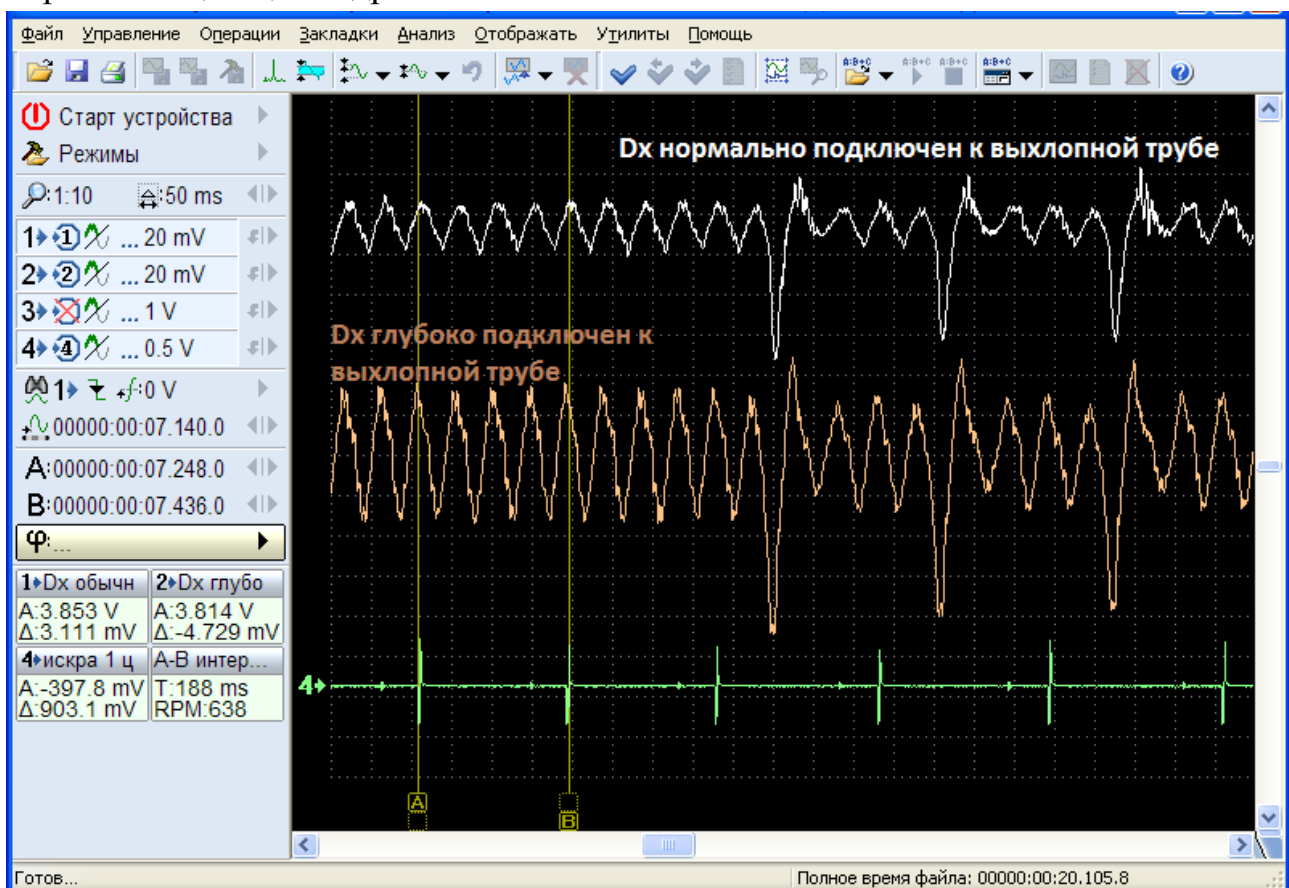 Файл Управление Операции Закладки Анализ Отображать Утилиты Помощь
A:B+C A:B+C A:B+C A:B+C
Старт устройства
Режимы
:1:10 :50 ms
1 1 ... 20 mV
2 2 ... 20 mV
3 ... 1 V
4 4 ... 0.5 V
1 f:0 V
00000:00:07.140.0
A:00000:00:07.248.0
B:00000:00:07.436.0
φ:...
1 Dx обычн 2 Dx глубо
A:3.853 V A:3.814 V
Δ:3.111 mV Δ:-4.729 mV
4 искра 1 ц A-B интер...
A:-397.8 mV T:188 ms
Δ:903.1 mV RPM:638
Dx нормально подключен к выхлопной трубе
Dx глубоко подключен к
выхлопной трубе
4
A
B
Готов... Полное время файла: 00000:00:20.105.8